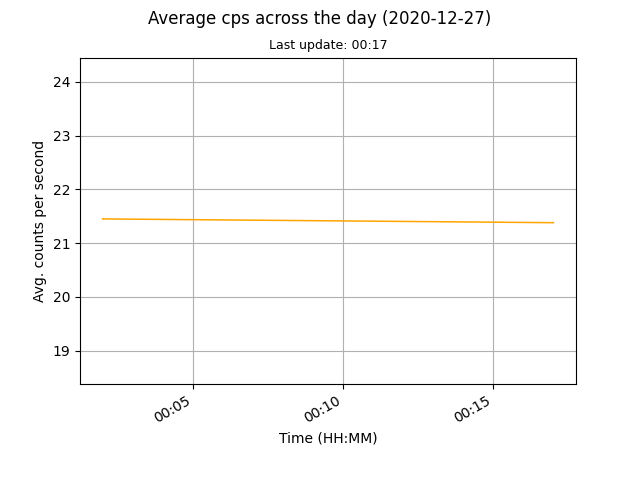 Average cps across the day (2020-12-27)
Last update: 00:17
Avg. counts per second
24
23
22
21
20
19
00:05
00:10
00:15
Time (HH:MM)